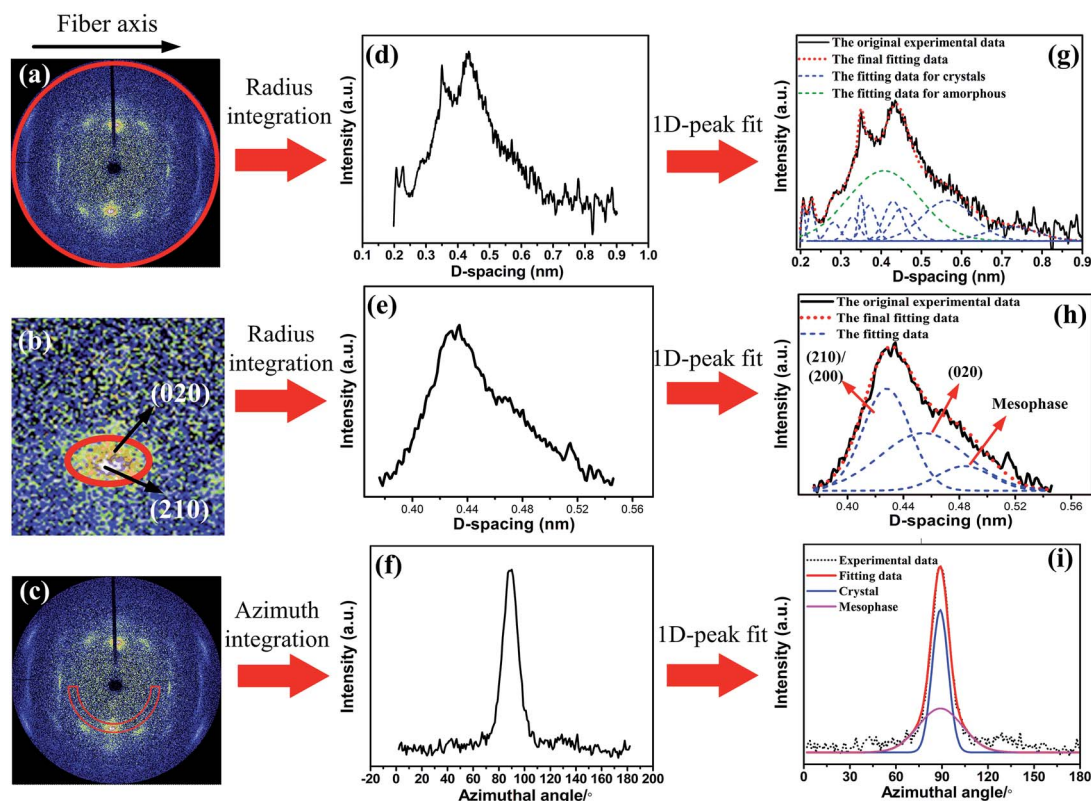 Fiber axis
(a)
Radius
integration
(d)
Intensity (a.u.)
0.1 0.2 0.3 0.4 0.5 0.6 0.7 0.8 0.9 1.0
D-spacing (nm)
1D-peak fit
The original experimental data
The final fitting data
The fitting data for crystals
The fitting data for amorphous
(g)
Intensity (a.u.)
0.2 0.3 0.4 0.5 0.6 0.7 0.8 0.9
D-spacing (nm)
(b)
(020)
(210)
Radius
integration
(e)
Intensity (a.u.)
0.40 0.44 0.48 0.52 0.56
D-spacing (nm)
1D-peak fit
The original experimental data
The final fitting data
The fitting data
(h)
(210)/
(200)
(020)
Mesophase
Intensity (a.u.)
0.40 0.44 0.48 0.52 0.56
D-spacing (nm)
(c)
Azimuth
integration
(f)
Intensity (a.u.)
-20 0 20 40 60 80 100 120 140 160 180 200
Azimuthal angle/°
1D-peak fit
Experimental data
Fitting data
Crystal
Mesophase
(i)
Intensity (a.u.)
0 30 60 90 120 150 180
Azimuthal angle/°